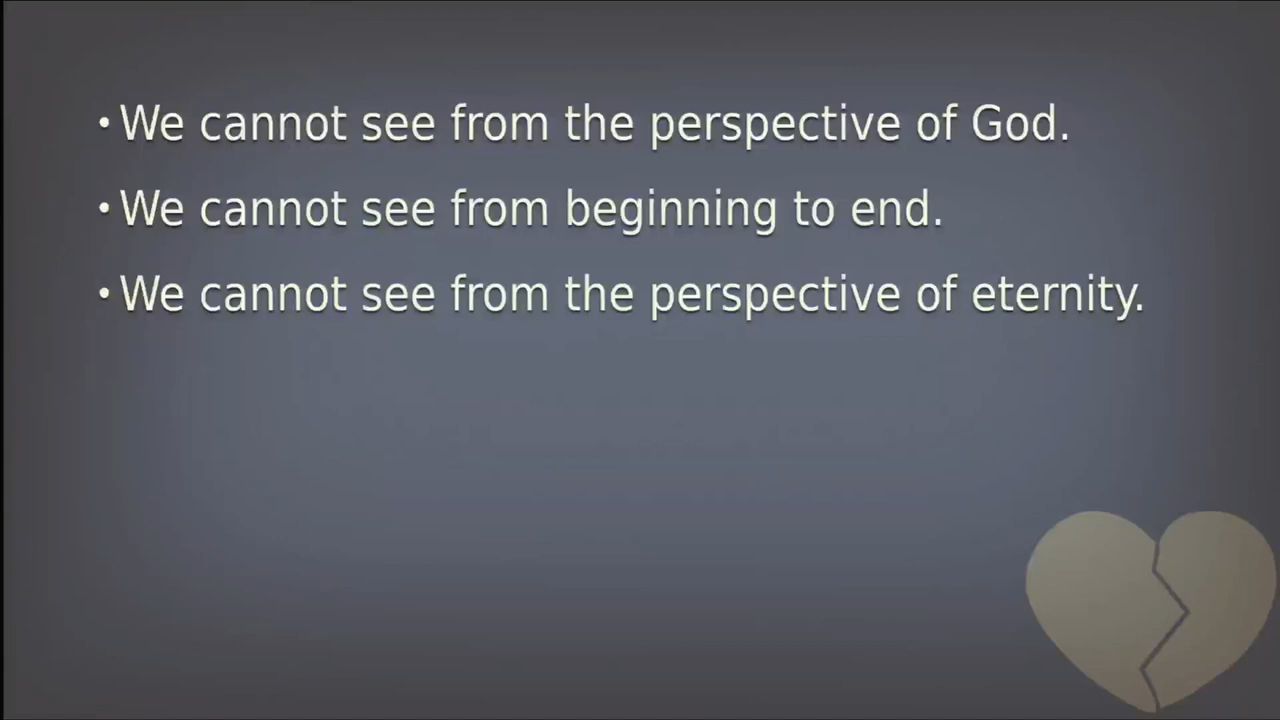 • We cannot see from the perspective of God.
• We cannot see from beginning to end.
• We cannot see from the perspective of eternity.